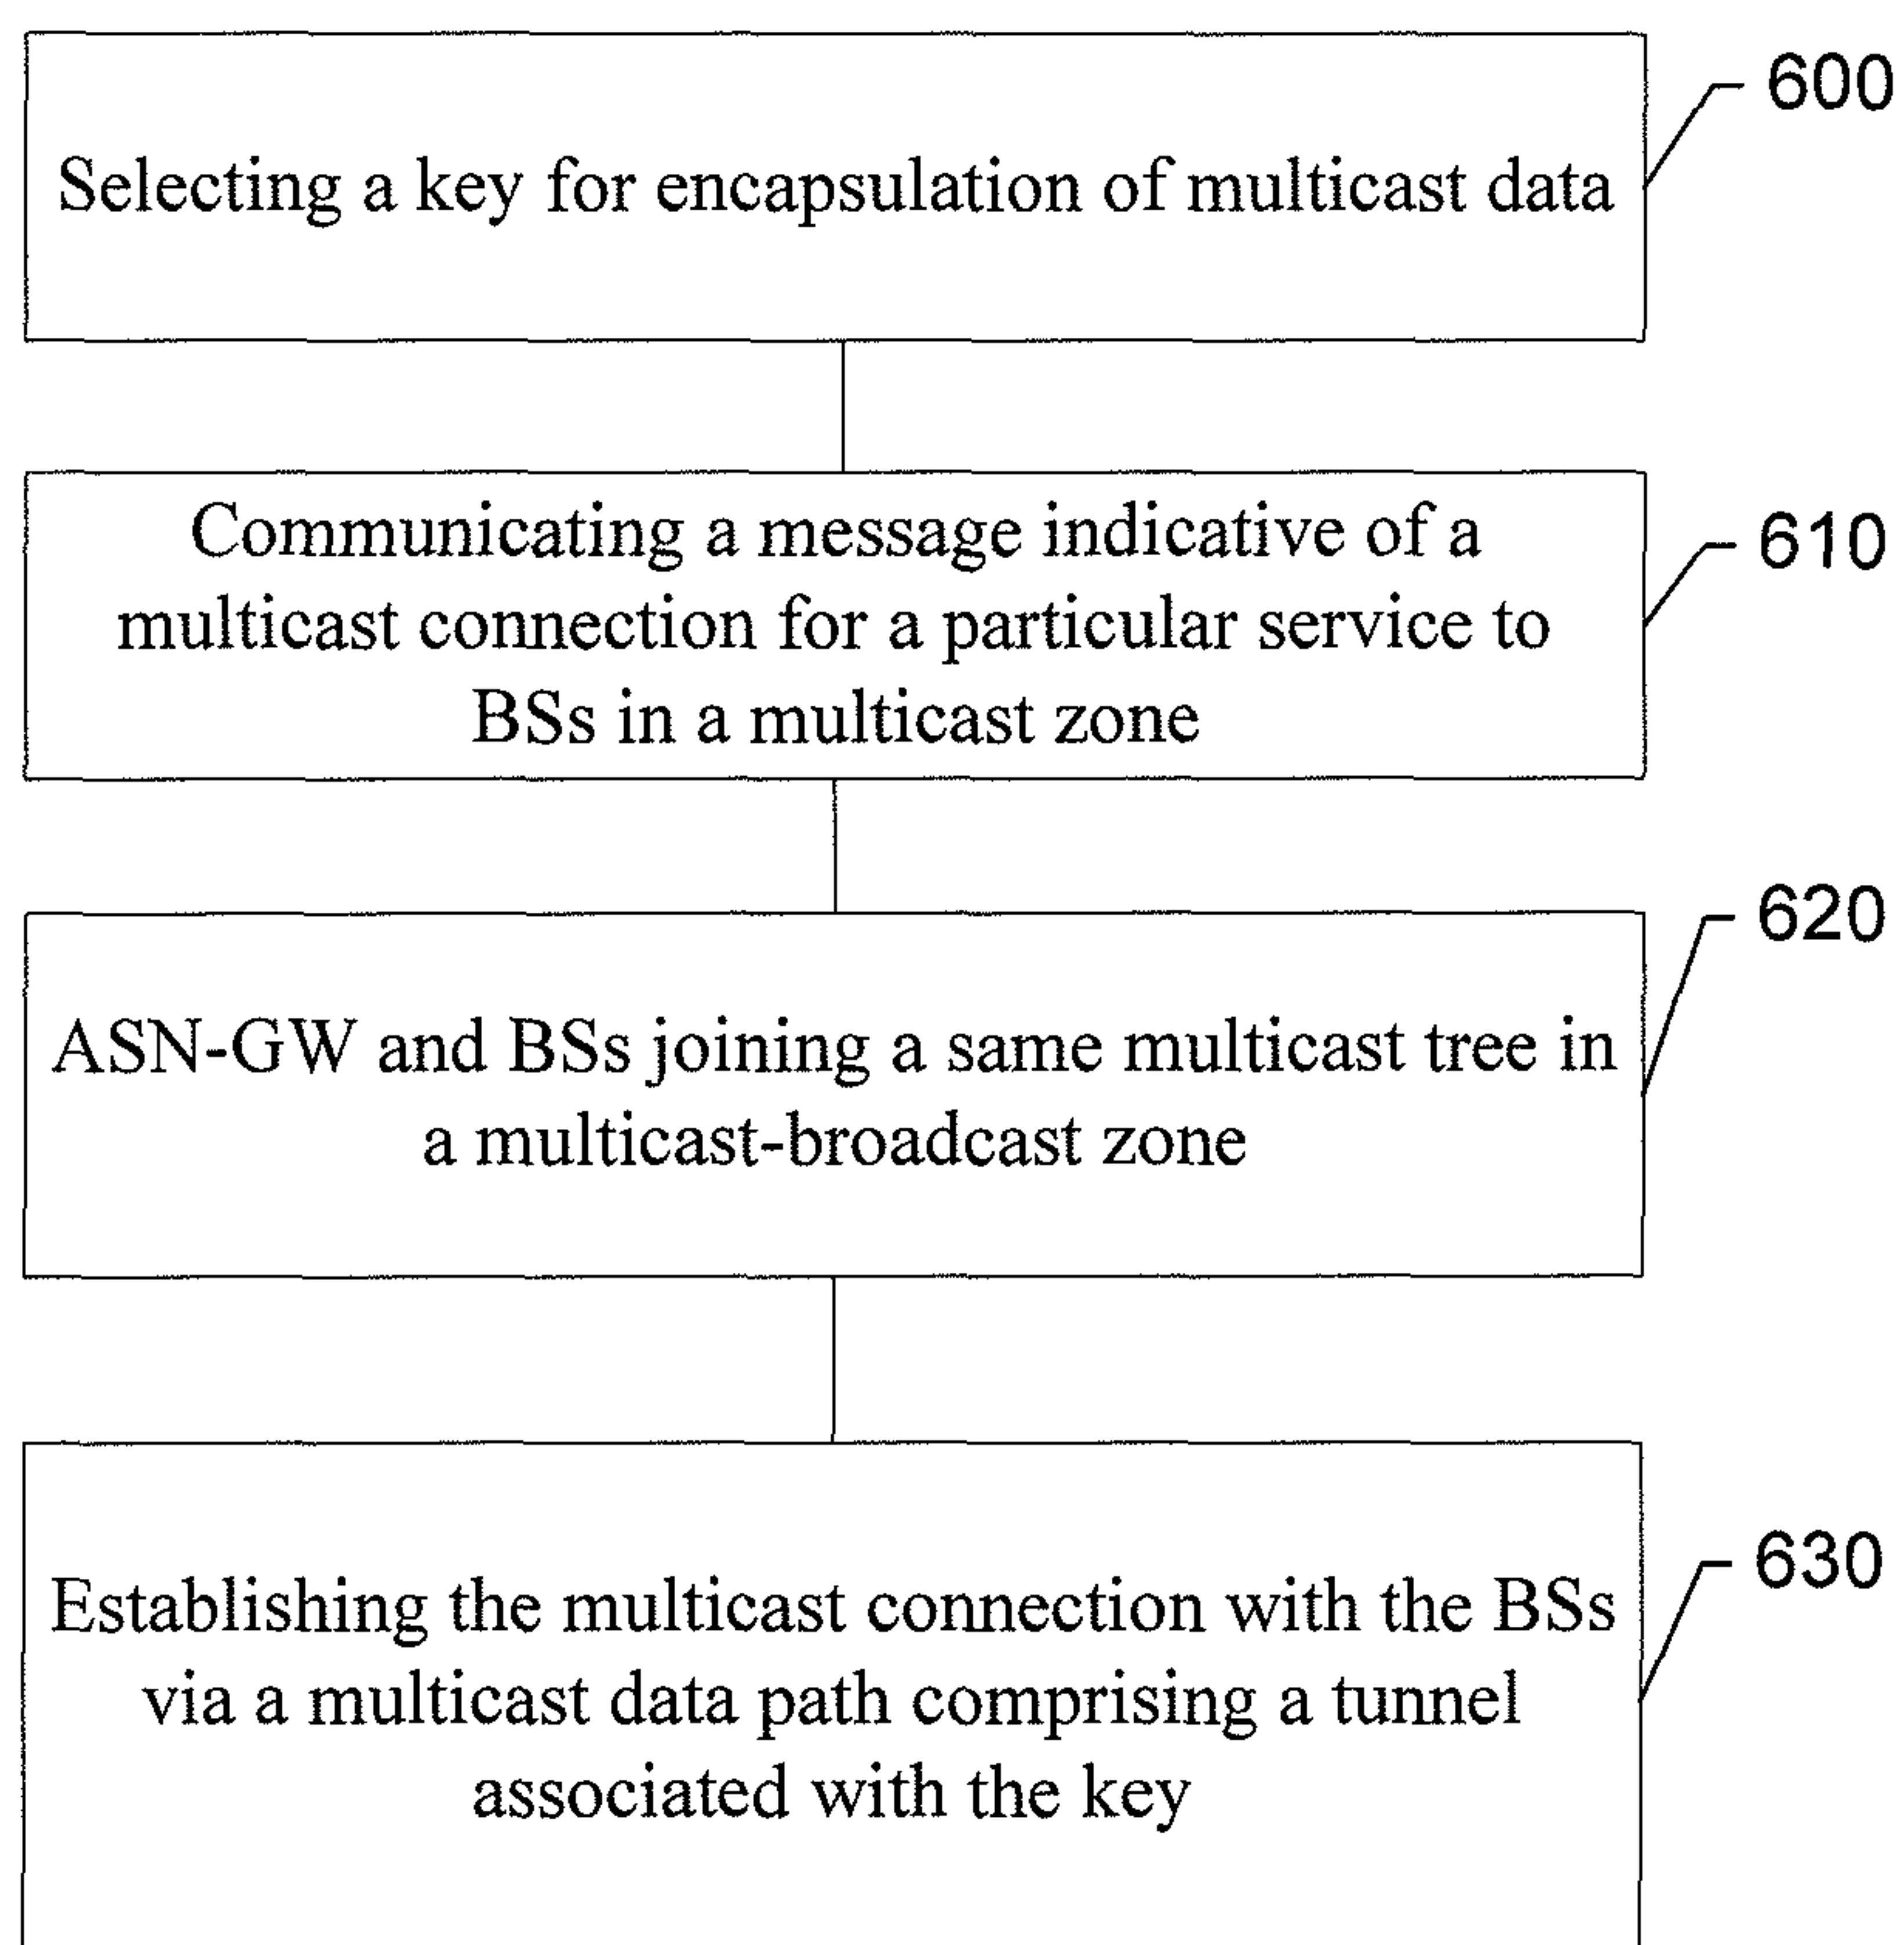 600
Selecting a key for encapsulation of multicast data
610
Communicating a message indicative of a
multicast connection for a particular service to
BSs in a multicast zone
620
ASN-GW and BSs joining a same multicast tree in
a multicast-broadcast zone
630
Establishing the multicast connection with the BSs
via a multicast data path comprising a tunnel
associated with the key